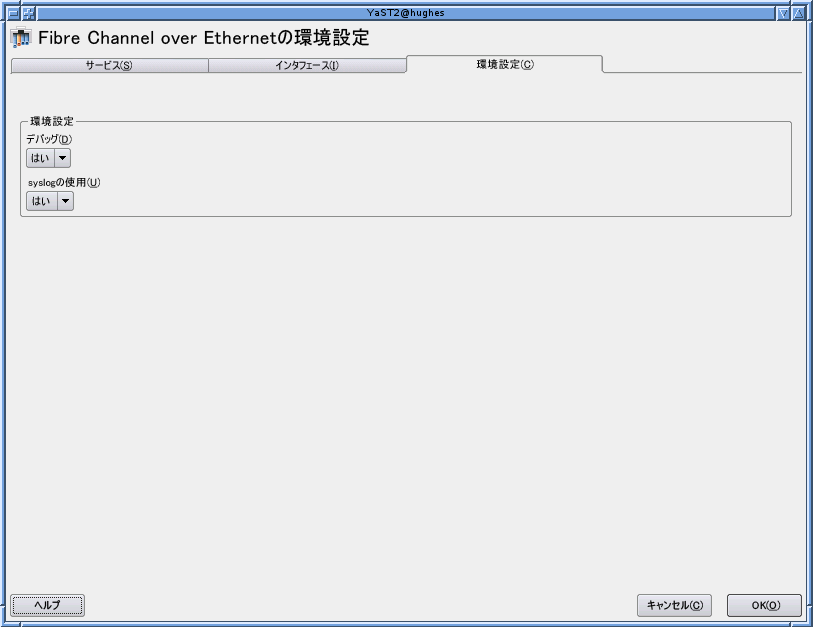 YaST2@hughes
Fibre Channel over Ethernetの環境設定
サービス(S) インタフェース(I) 環境設定(C)
環境設定
デバッグ(D)
はい
syslogの使用(U)
はい
ヘルプ キャンセル(C) OK(O)